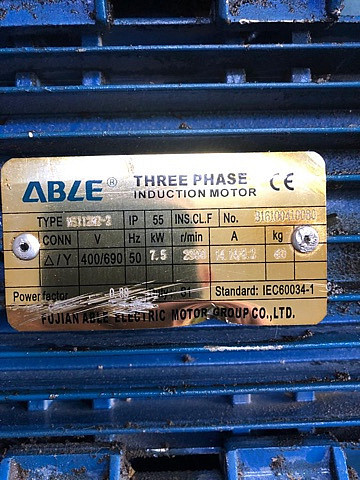 ABLE® THREE PHASE INDUCTION MOTOR CE
TYPE IP 55 INS.CL.F No.
CONN V Hz kW r/min A kg
△/Y 400/690 50 7.5
Power factor Standard: IEC60034-1
FUJIAN ABLE ELECTRIC MOTOR GROUP CO.,LTD.